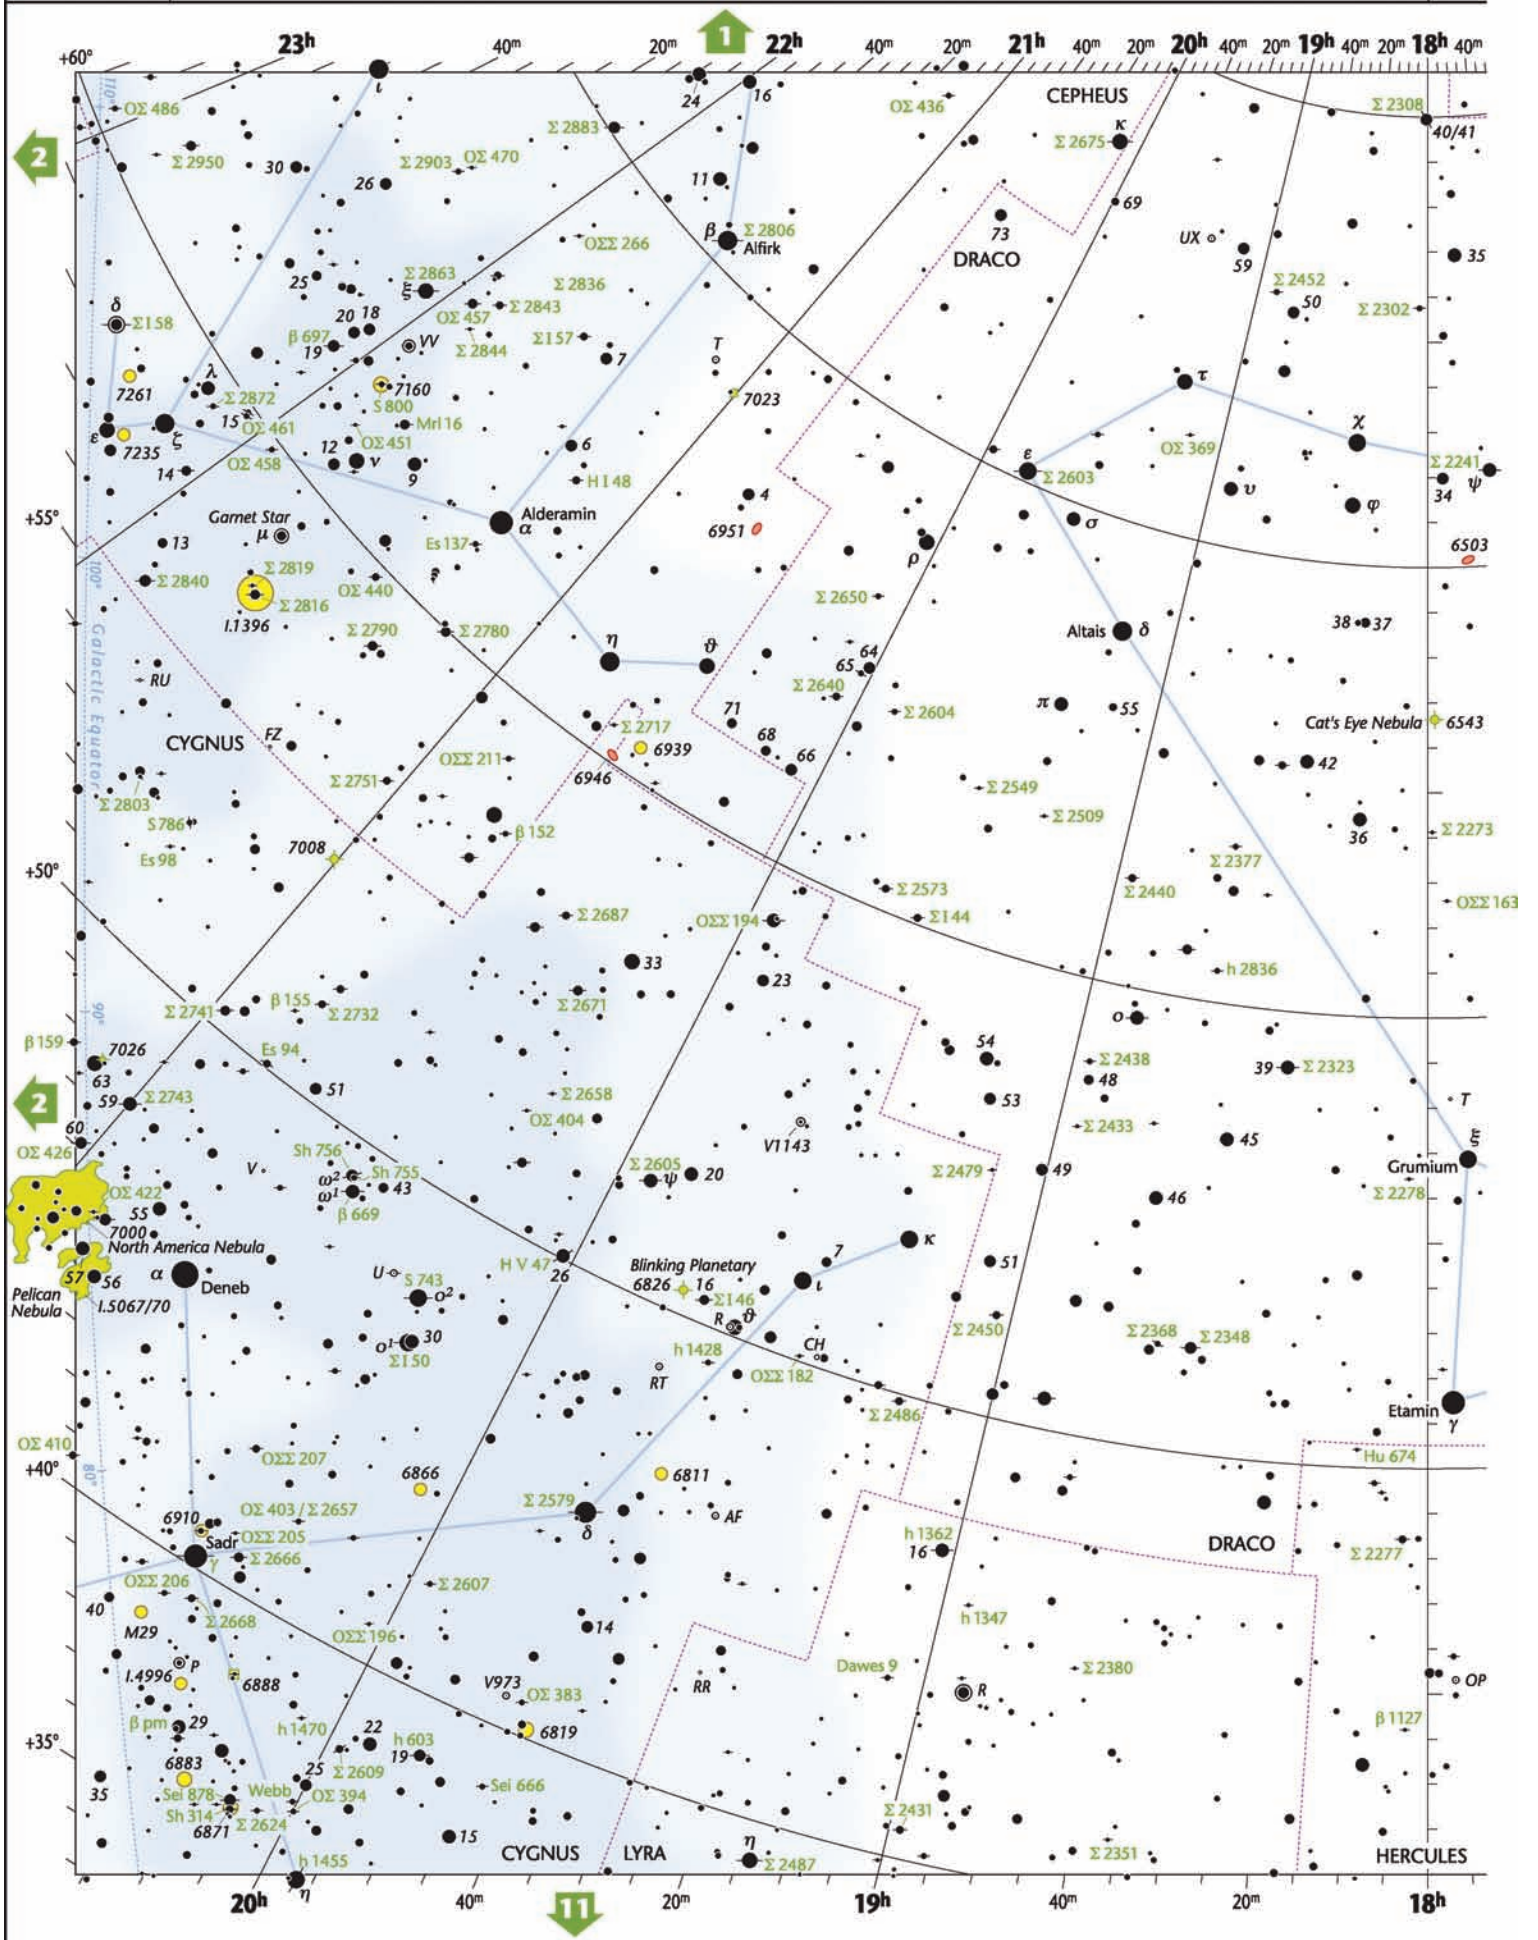 1
+60° 23h 40m 20m 22h 40m 20m 21h 40m 20m 20h 40m 20m 19h 40m 20m 18h 40m
110° ι 24 16 OΣ 436 CEPHEUS Σ 2308
OΣ 486 Σ 2883 Σ 2675 κ 40/41
2 Σ 2950 30 Σ 2903 OΣ 470
26 11 69
β Σ 2806 73 UX
OΣΣ 266 Alfirk DRACO 59 35
25 Σ 2863 Σ 2836 Σ 2452
ξ 50 Σ 2302
δ Σ I 58 20 18 OΣ 457 Σ 2843
β 697 VV Σ I 57 T
19 Σ 2844 7
7261 λ 7160 7023 τ
Σ 2872 S 800
15 Mrl 16 χ
ε ζ OΣ 461 OΣ 451 6 OΣ 369
7235 OΣ 458 12 ν ε Σ 2241
14 9 H I 48 Σ 2603 υ 34 ψ
4 φ
+55° Garnet Star Alderamin σ
μ α 6951
13 Es 137 ρ 6503
100° Σ 2819
Σ 2840 Σ 2816 OΣ 440 Σ 2650
I.1396 38 37
Σ 2790 Σ 2780 Altais δ
η ϑ 64
65
RU Σ 2640
Galactic Equator π 55
71 Σ 2604
FZ Σ 2717 Cat's Eye Nebula 6543
CYGNUS 68
OΣΣ 211 6939 66 42
Σ 2751 6946
Σ 2803 Σ 2549
S 786 Σ 2509 36 Σ 2273
β 152
7008 Σ 2377
Es 98
+50° Σ 2573 Σ 2440
OΣΣ 163
Σ 2687 OΣΣ 194 Σ I 44
33 h 2836
23
β 155 Σ 2671
Σ 2741 Σ 2732 ο
90°
β 159 7026 Es 94 54 Σ 2438
63 48 39 Σ 2323
51
59 Σ 2743 Σ 2658 53 T
2 OΣ 404
60 V1143 Σ 2433 45 ξ
OΣ 426 Sh 756 Σ 2605
V Sh 755 20 Σ 2479 49 Grumium
ω² ψ
OΣ 422 ω¹ 43 46 Σ 2278
55 β 669
7000
North America Nebula κ
H V 47 7 51
α U S 743 26 Blinking Planetary
57 56 Deneb ο² 6826 16 ι
Pelican Nebula I.5067/70 Σ I 46
R ϑ Σ 2450
ο¹ 30 Σ 2368 Σ 2348
Σ I 50 h 1428 CH
RT OΣΣ 182
Σ 2486 Etamin
γ
OΣ 410
80° OΣΣ 207 Hu 674
+40° 6866 6811
Σ 2579
OΣ 403 / Σ 2657 AF
6910 δ h 1362
Sadr OΣΣ 205 16 DRACO
γ Σ 2666 Σ 2277
OΣΣ 206 Σ 2607
40 Σ 2668 h 1347
M29 14
OΣΣ 196
P Dawes 9 Σ 2380
I.4996 6888 V973 RR OP
OΣ 383 R
β pm 29 h 1470 β 1127
22 h 603 6819
+35° 19
6883 Σ 2609
25
35 Sei 878 Webb Sei 666
Sh 314 OΣ 394
6871 Σ 2624 Σ 2431
15
CYGNUS LYRA η Σ 2351 HERCULES
h 1455 Σ 2487
η
20h 40m 20m 19h 40m 20m 18h
11